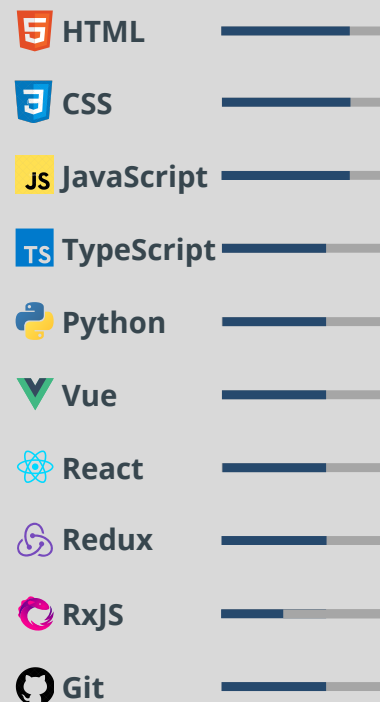 HTML
CSS
JS JavaScript
TS TypeScript
Python
Vue
React
Redux
RxJS
Git